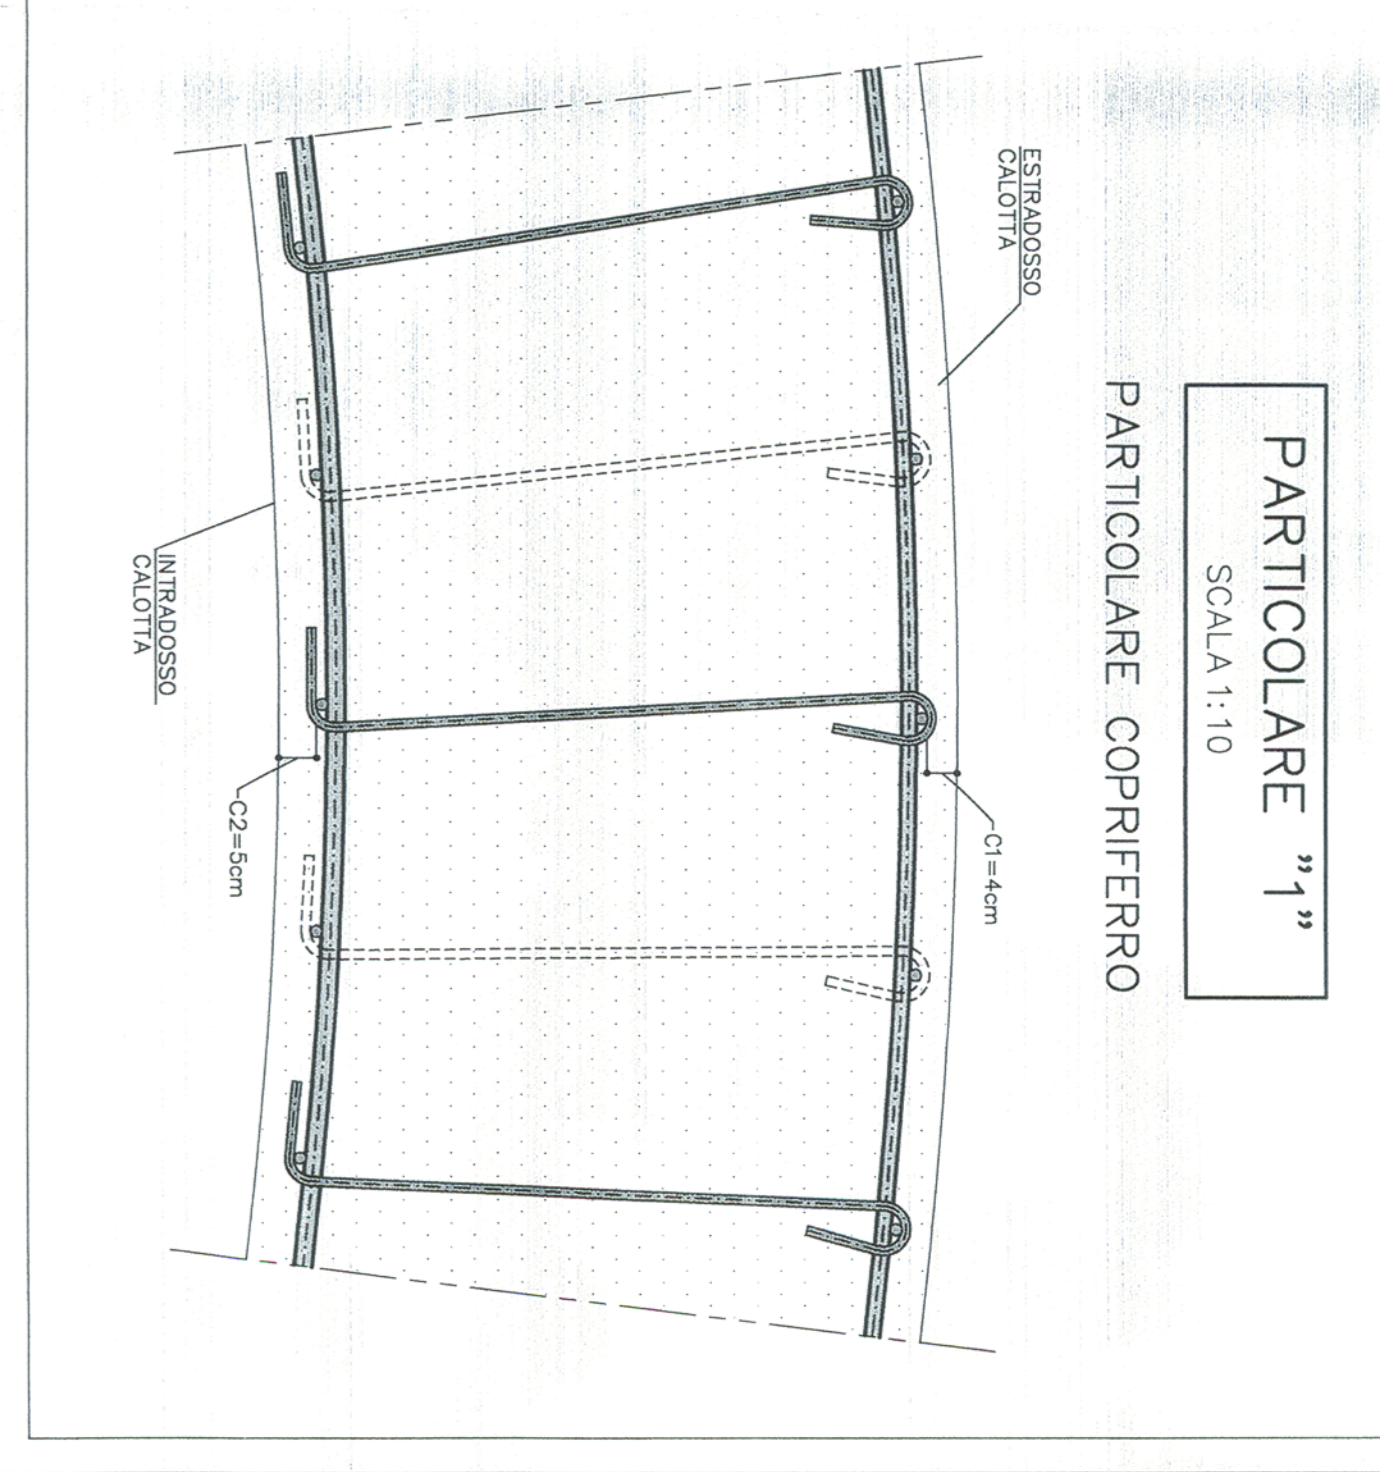 PARTICOLARE "1"
SCALA 1:10
PARTICOLARE COPRIFERRO
ESTRADOSSO
CALOTTA
C1=4cm
INTRADOSSO
CALOTTA
C2=5cm